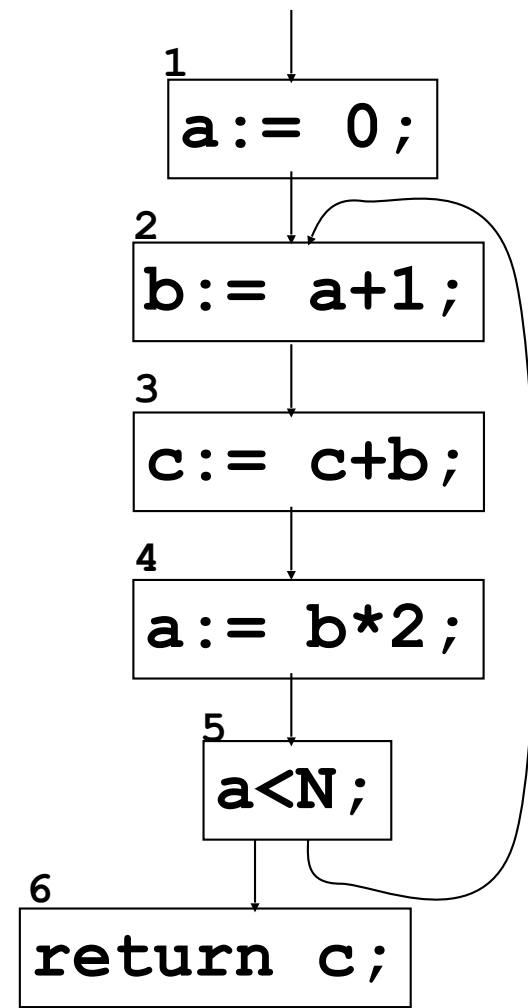 1
a:= 0;
2
b:= a+1;
3
c:= c+b;
4
a:= b*2;
5
a<N;
6
return c;